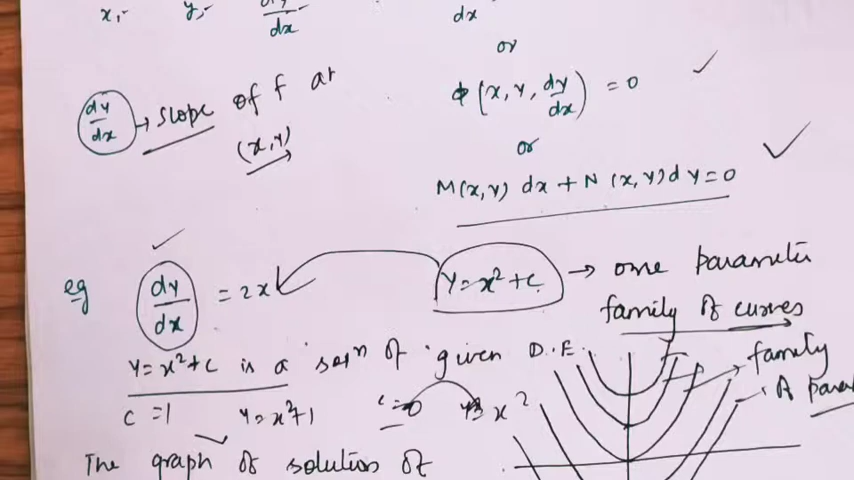 x, y, dy/dx
dx
or
dy/dx → slope of f at
(x, y)
Φ(x, y, dy/dx) = 0
or
M(x, y) dx + N(x, y) dy = 0
eg dy/dx = 2x
y = x² + c → one parameter
family of curves
y = x² + c is a solⁿ of given D.E.
family
of
c = 1 y = x² + 1 c = 0 y = x²
The graph of solution of